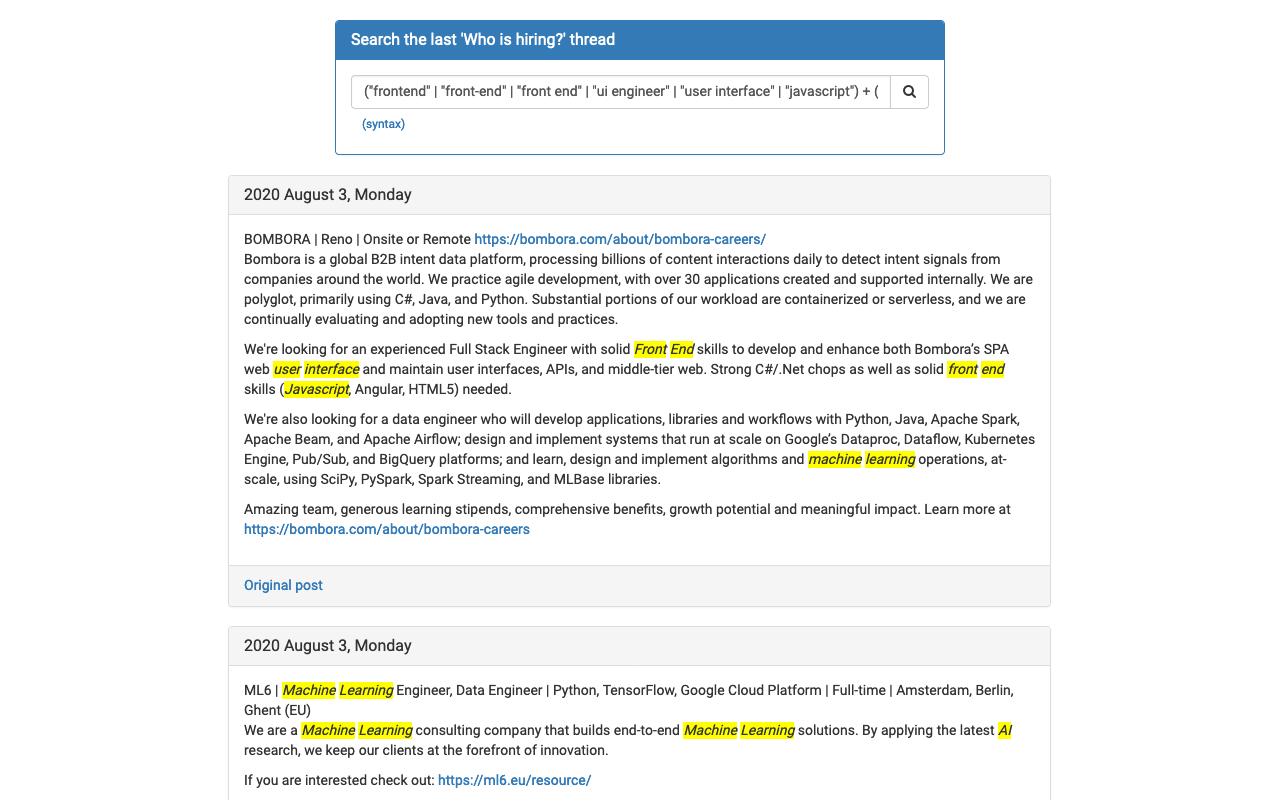 Search the last 'Who is hiring?' thread
("frontend" | "front-end" | "front end" | "ui engineer" | "user interface" | "javascript") + (
(syntax)
2020 August 3, Monday
BOMBORA | Reno | Onsite or Remote https://bombora.com/about/bombora-careers/
Bombora is a global B2B intent data platform, processing billions of content interactions daily to detect intent signals from
companies around the world. We practice agile development, with over 30 applications created and supported internally. We are
polyglot, primarily using C#, Java, and Python. Substantial portions of our workload are containerized or serverless, and we are
continually evaluating and adopting new tools and practices.
We're looking for an experienced Full Stack Engineer with solid Front End skills to develop and enhance both Bombora’s SPA
web user interface and maintain user interfaces, APIs, and middle-tier web. Strong C#/.Net chops as well as solid front end
skills (Javascript, Angular, HTML5) needed.
We're also looking for a data engineer who will develop applications, libraries and workflows with Python, Java, Apache Spark,
Apache Beam, and Apache Airflow; design and implement systems that run at scale on Google’s Dataproc, Dataflow, Kubernetes
Engine, Pub/Sub, and BigQuery platforms; and learn, design and implement algorithms and machine learning operations, at-
scale, using SciPy, PySpark, Spark Streaming, and MLBase libraries.
Amazing team, generous learning stipends, comprehensive benefits, growth potential and meaningful impact. Learn more at
https://bombora.com/about/bombora-careers
Original post
2020 August 3, Monday
ML6 | Machine Learning Engineer, Data Engineer | Python, TensorFlow, Google Cloud Platform | Full-time | Amsterdam, Berlin,
Ghent (EU)
We are a Machine Learning consulting company that builds end-to-end Machine Learning solutions. By applying the latest AI
research, we keep our clients at the forefront of innovation.
If you are interested check out: https://ml6.eu/resource/